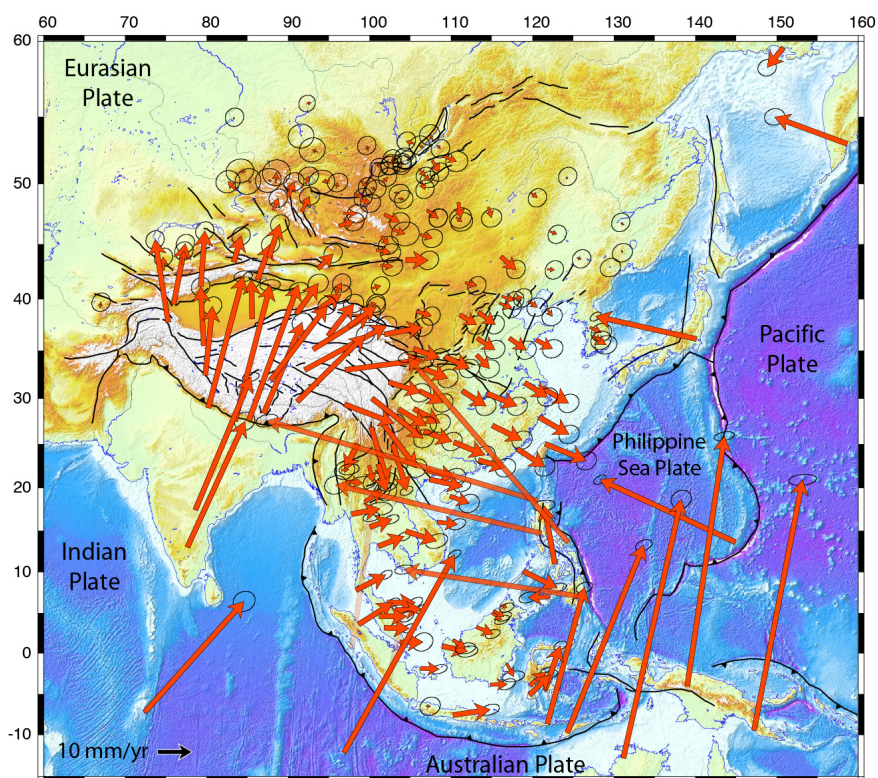 60 70 80 90 100 110 120 130 140 150 160
60
Eurasian
Plate
50
40
Pacific
Plate
30
Philippine
Sea Plate
20
Indian
Plate
10
0
-10
10 mm/yr
Australian Plate